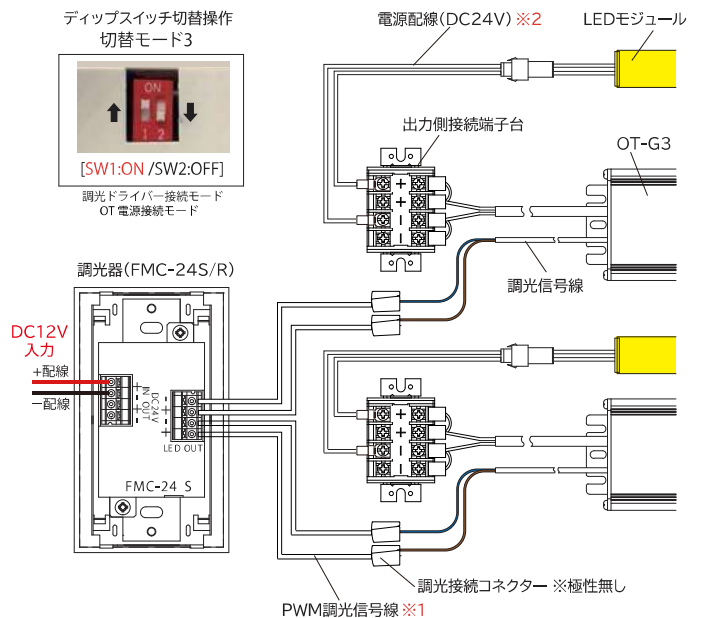 ディップスイッチ切替操作
切替モード3
ON
1 2
[SW1:ON /SW2:OFF]
調光ドライバー接続モード
OT 電源接続モード
電源配線(DC24V) ※2
LEDモジュール
出力側接続端子台
OT-G3
+
+
−
−
調光信号線
調光器(FMC-24S/R)
DC12V
入力
+配線
−配線
IN OUT
DC24V
LED OUT
FMC-24 S
+
+
−
−
調光接続コネクター ※極性無し
PWM調光信号線 ※1